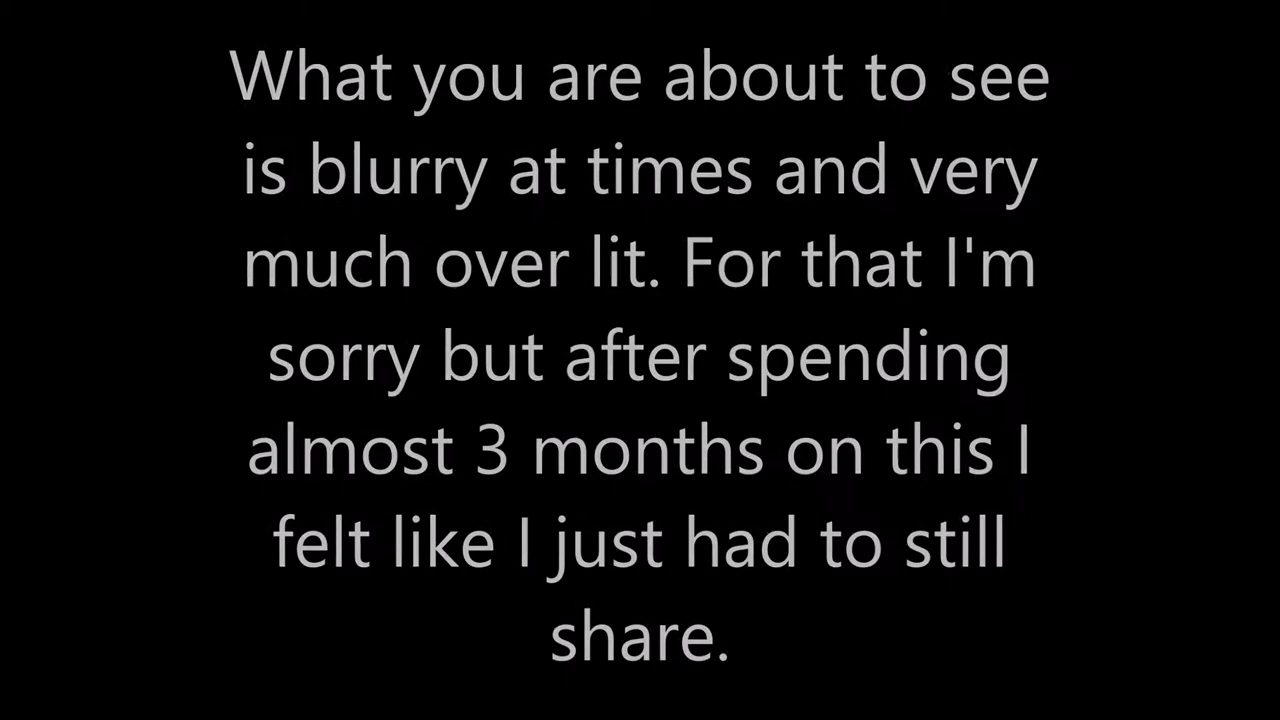 What you are about to see
is blurry at times and very
much over lit. For that I'm
sorry but after spending
almost 3 months on this I
felt like I just had to still
share.